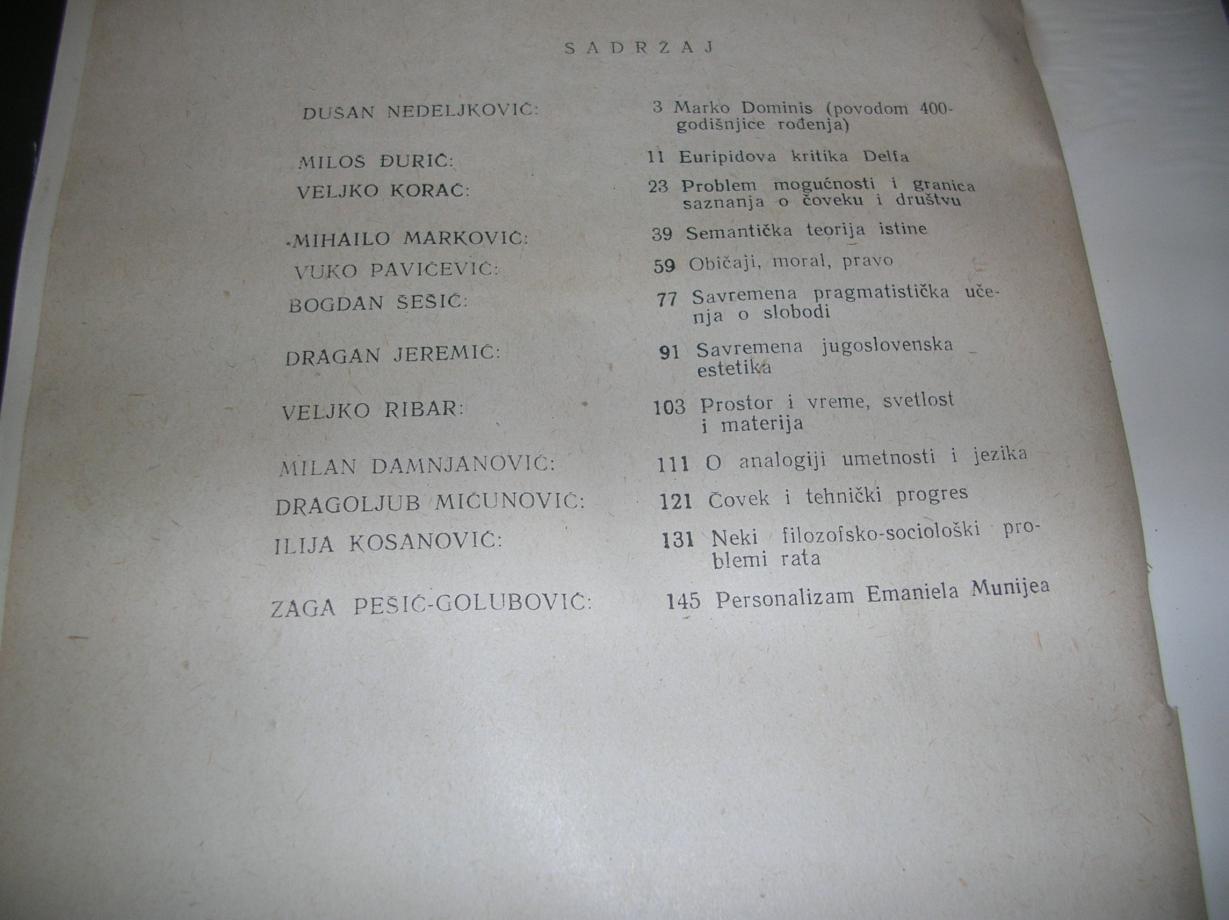 SADRŽAJ
DUŠAN NEDELJKOVIĆ: 3 Marko Dominis (povodom 400-
godišnjice rođenja)
MILOŠ ĐURIĆ: 11 Euripidova kritika Delfa
VELJKO KORAĆ: 23 Problem mogućnosti i granica
saznanja o čoveku i društvu
MIHAILO MARKOVIĆ: 39 Semantička teorija istine
VUKO PAVIĆEVIĆ: 59 Običaji, moral, pravo
BOGDAN ŠEŠIĆ: 77 Savremena pragmatistička uče-
nja o slobodi
DRAGAN JEREMIĆ: 91 Savremena jugoslovenska
estetika
VELJKO RIBAR: 103 Prostor i vreme, svetlost
i materija
MILAN DAMNJANOVIĆ: 111 O analogiji umetnosti i jezika
DRAGOLJUB MIĆUNOVIĆ: 121 Čovek i tehnički progres
ILIJA KOSANOVIĆ: 131 Neki filozofsko-sociološki pro-
blemi rata
ZAGA PEŠIĆ-GOLUBOVIĆ: 145 Personalizam Emaniela Munijea